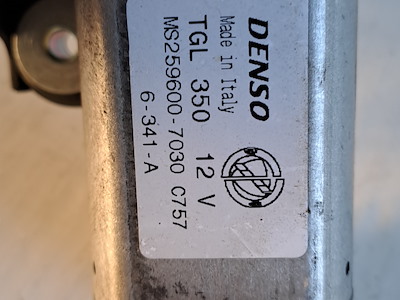 DENSO
Made in Italy
TGL 350 12 V
MS259600-7030 C757
6-341-A